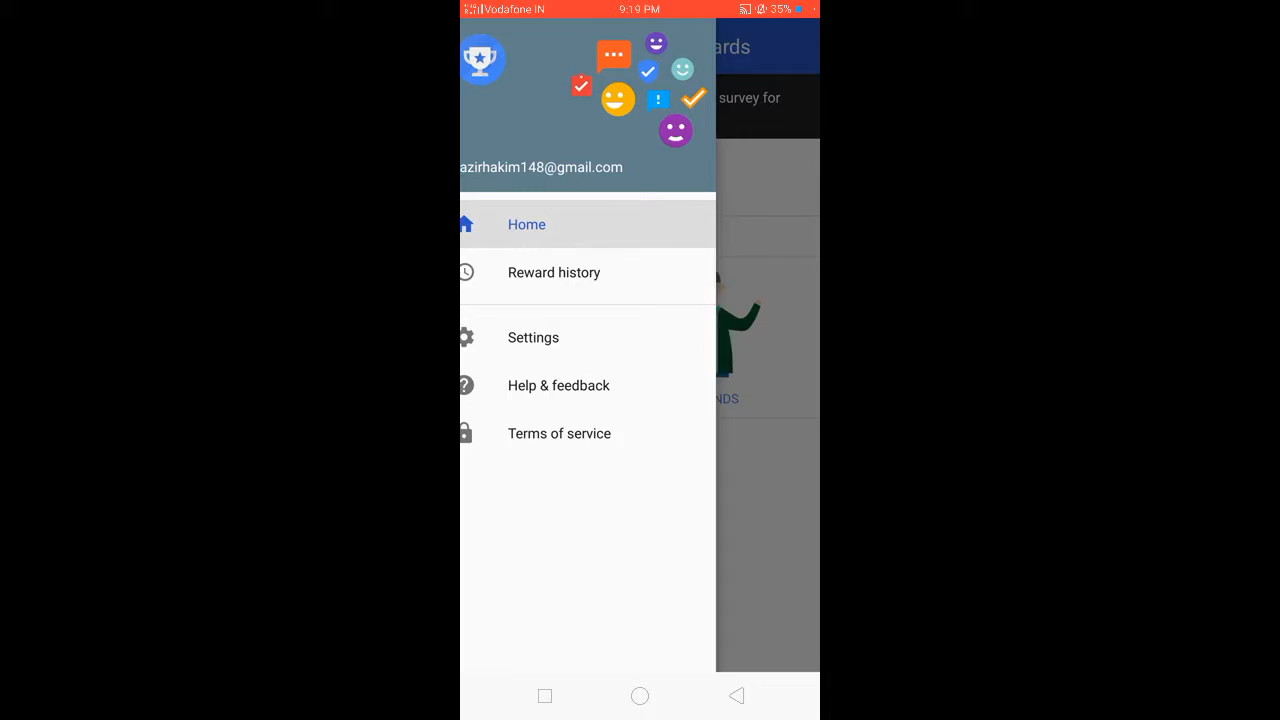 Vodafone IN 9:19 PM 35%
ards
survey for
azirhakim148@gmail.com
Home
Reward history
Settings
Help & feedback
NDS
Terms of service